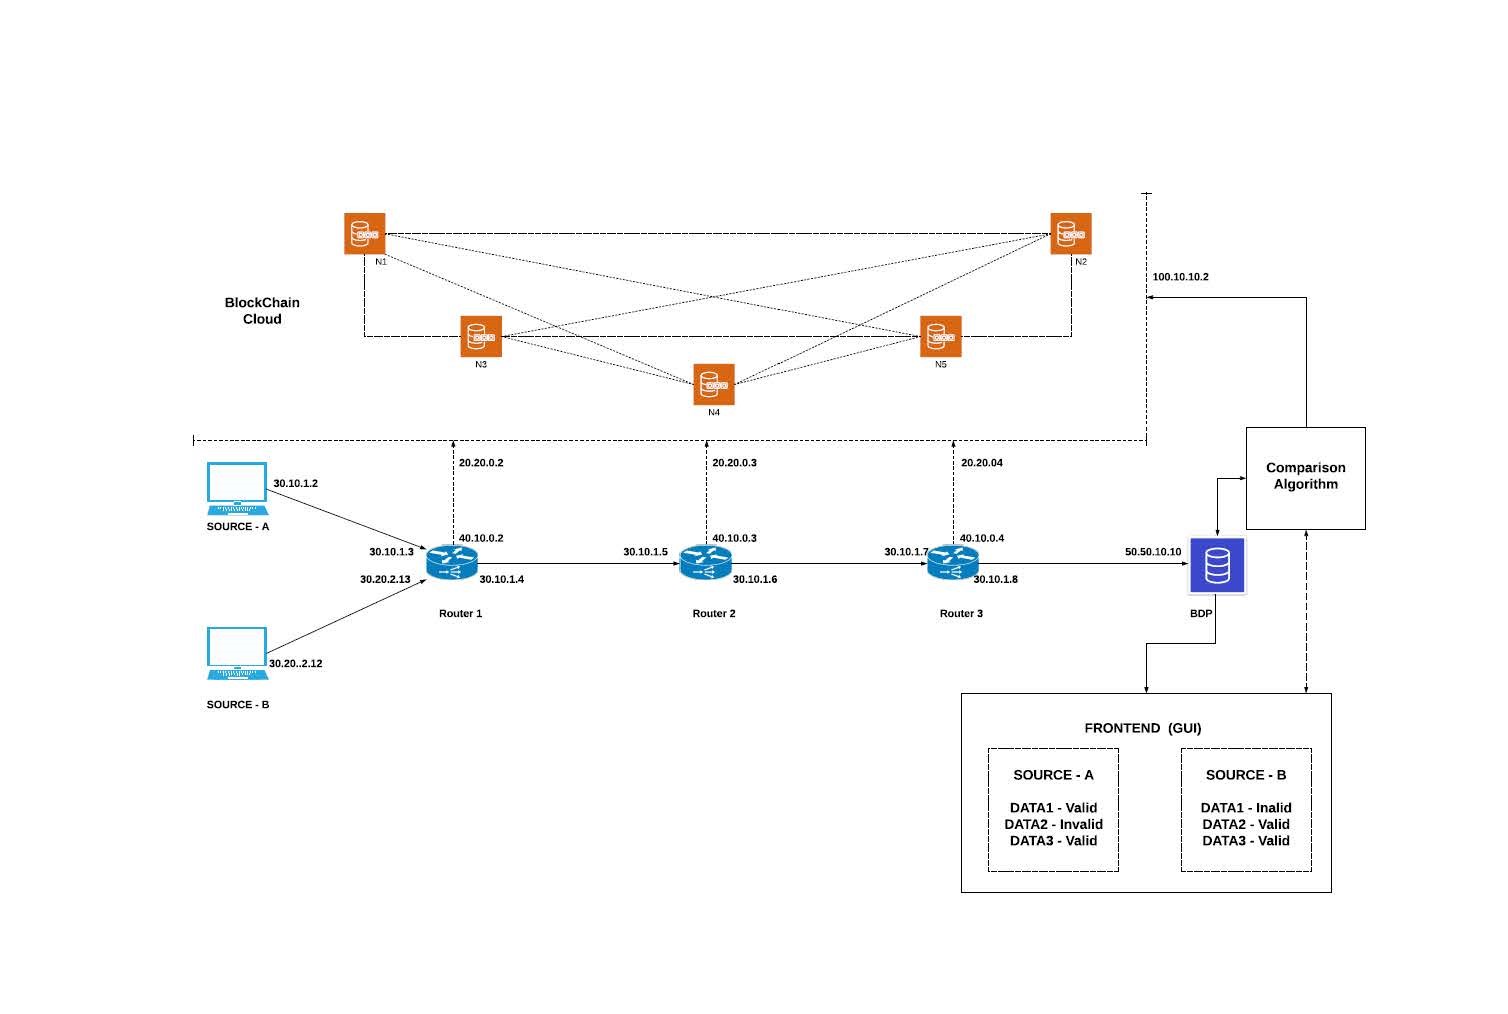 N1
N2
100.10.10.2
BlockChain
Cloud
N3
N5
N4
20.20.0.2
20.20.0.3
20.20.04
Comparison
Algorithm
30.10.1.2
SOURCE - A
40.10.0.2
40.10.0.3
40.10.0.4
30.10.1.3
30.10.1.5
30.10.1.7
50.50.10.10
30.20.2.13
30.10.1.4
30.10.1.6
30.10.1.8
Router 1
Router 2
Router 3
BDP
30.20..2.12
SOURCE - B
FRONTEND (GUI)
SOURCE - A
DATA1 - Valid
DATA2 - Invalid
DATA3 - Valid
SOURCE - B
DATA1 - Inalid
DATA2 - Valid
DATA3 - Valid